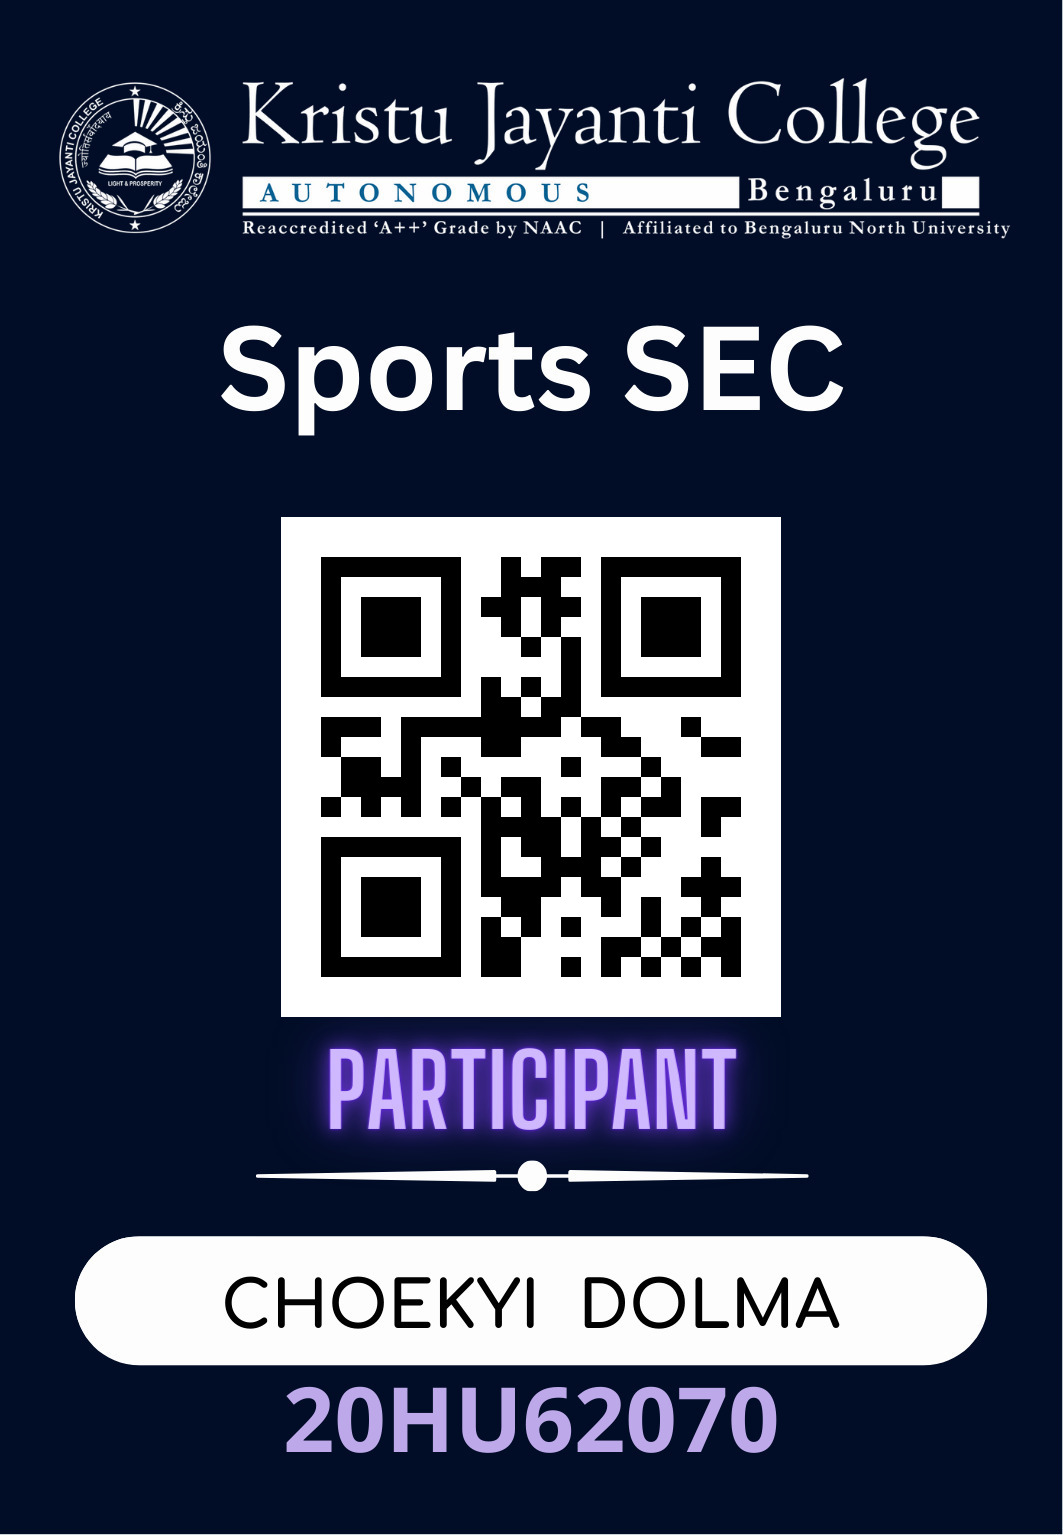 Kristu Jayanti College
AUTONOMOUS Bengaluru
Reaccredited ‘A++’ Grade by NAAC | Affiliated to Bengaluru North University
KRISTU JAYANTI COLLEGE
LIGHT & PROSPERITY
Sports SEC
PARTICIPANT
CHOEKYI DOLMA
20HU62070